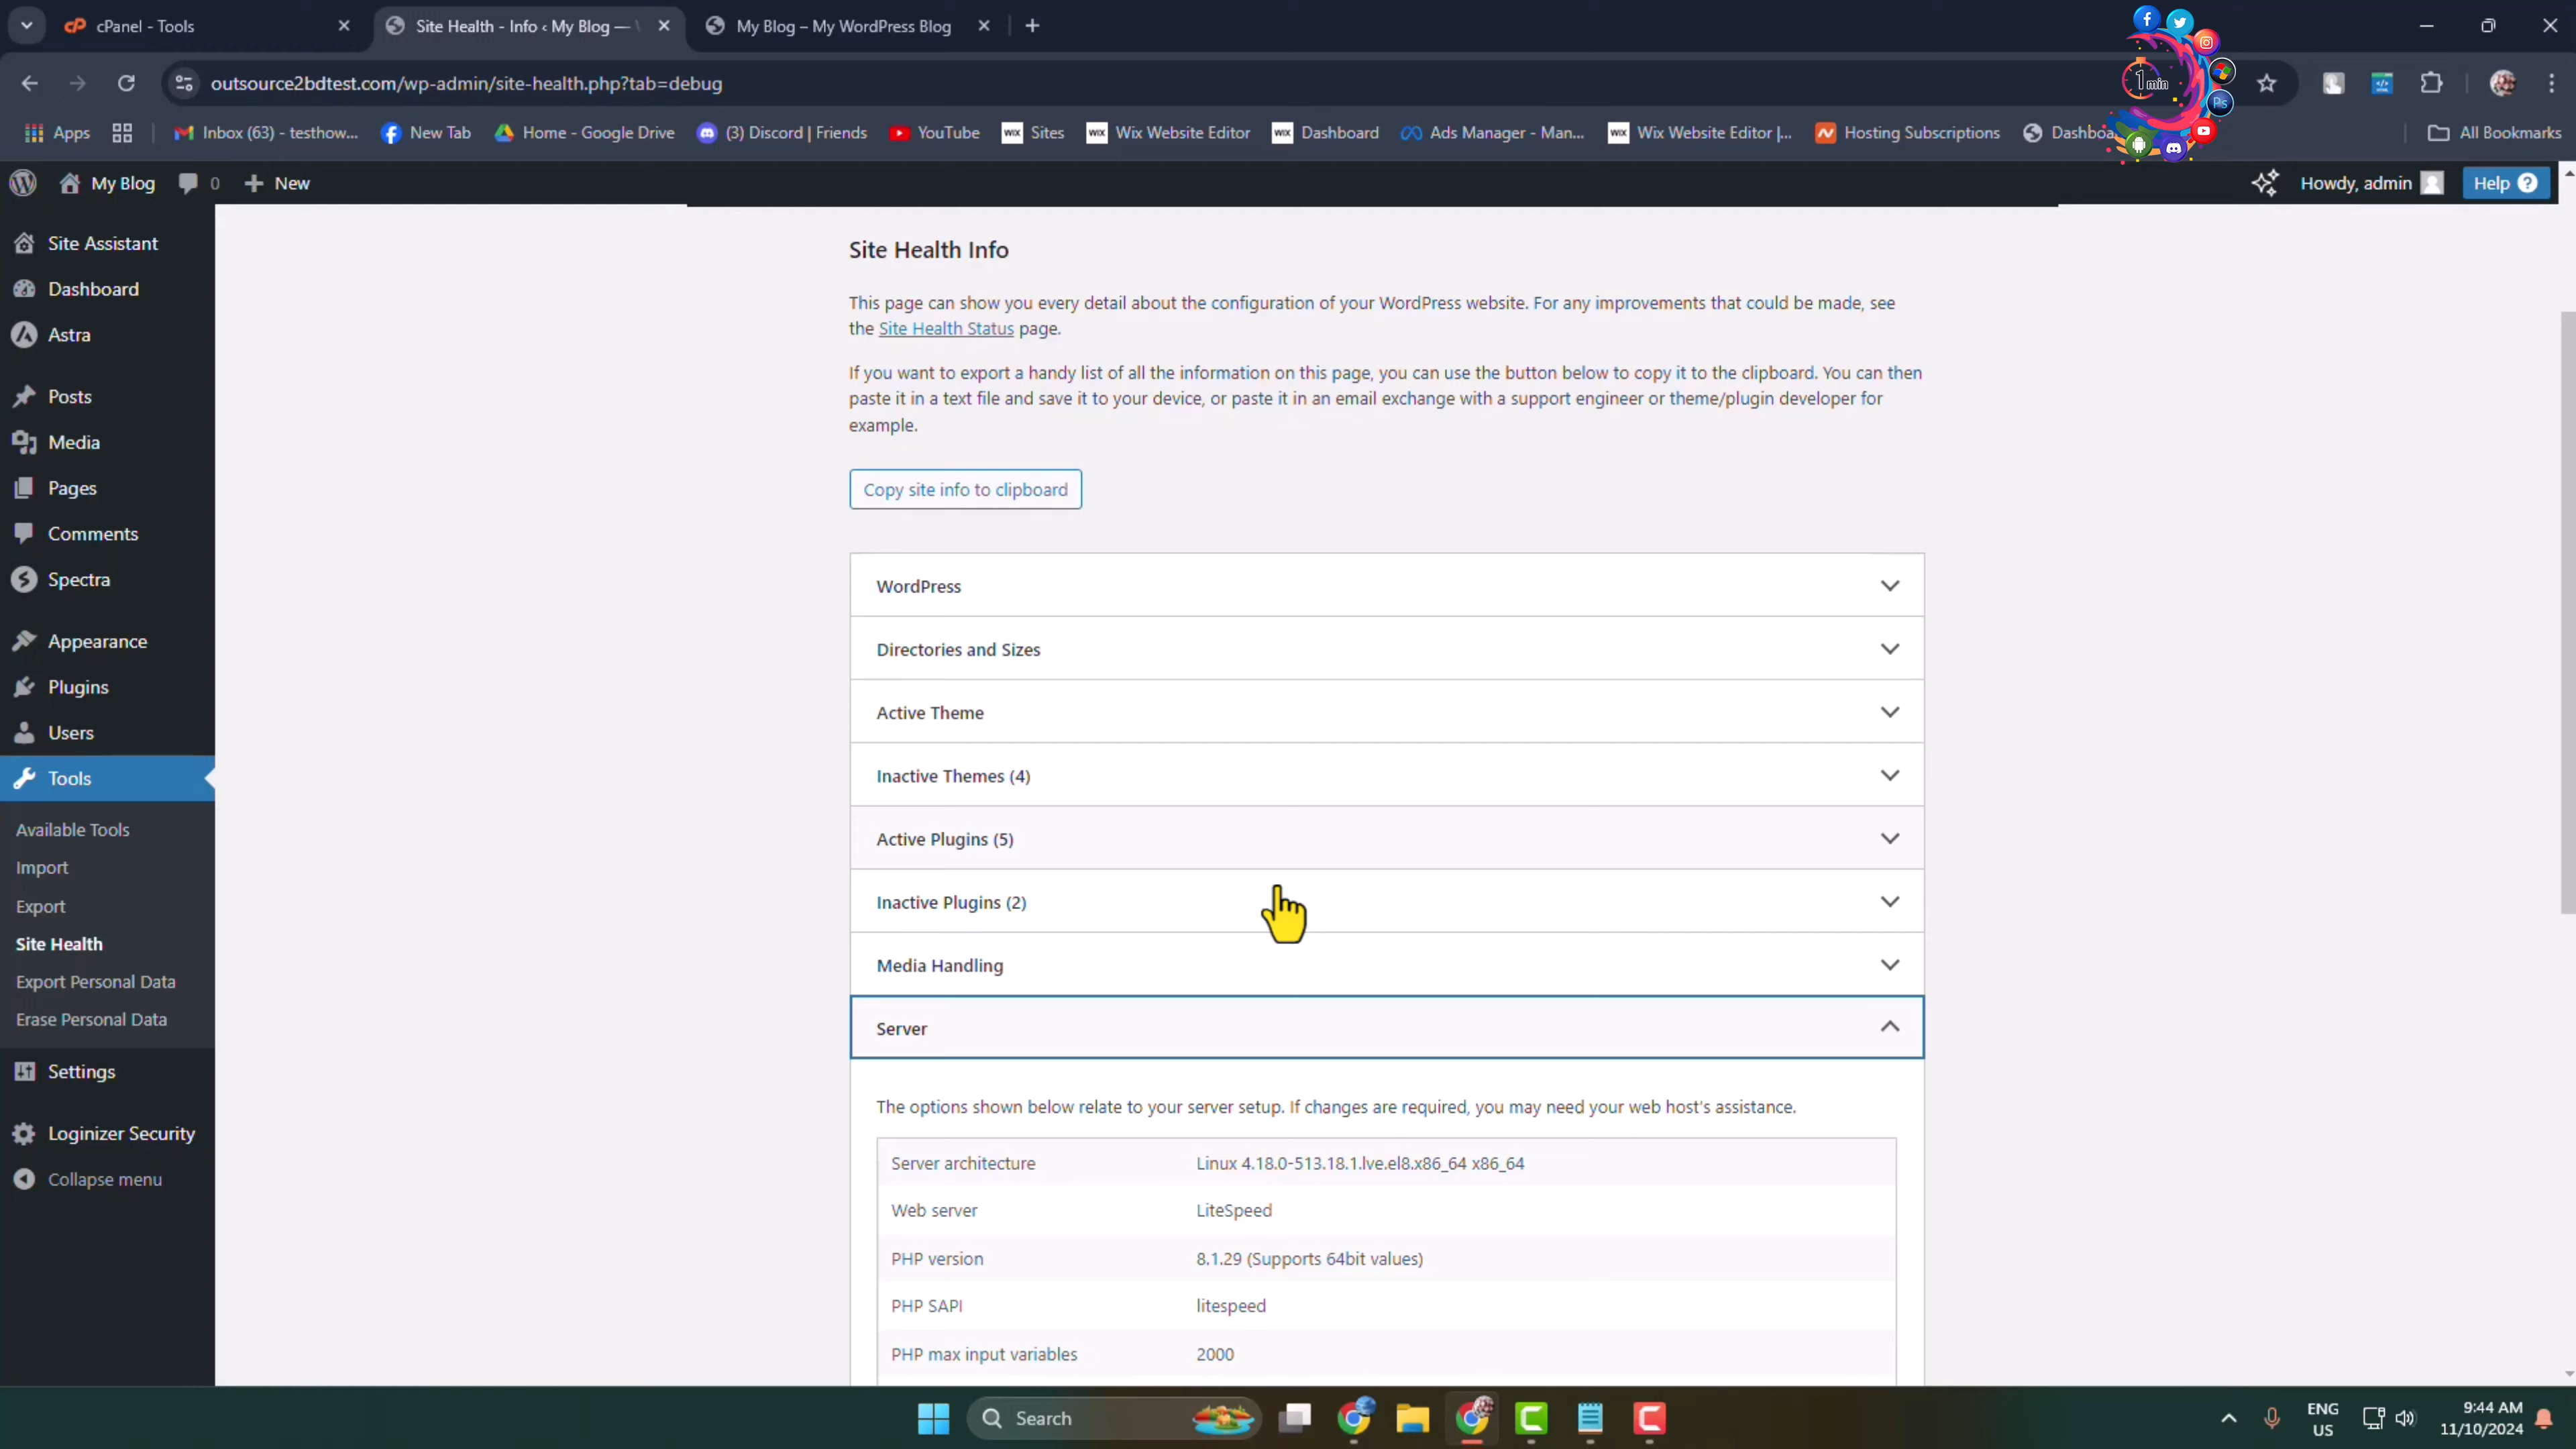 cPanel - Tools
Site Health - Info ‹ My Blog —
My Blog – My WordPress Blog
outsource2bdtest.com/wp-admin/site-health.php?tab=debug
1 min
Ps
Apps
Inbox (63) - testhow...
New Tab
Home - Google Drive
(3) Discord | Friends
YouTube
WIX Sites
WIX Wix Website Editor
WIX Dashboard
Ads Manager - Man...
WIX Wix Website Editor |...
Hosting Subscriptions
All Bookmarks
My Blog
0
New
Howdy, admin
Help
Site Assistant
Dashboard
Astra
Posts
Media
Pages
Comments
Spectra
Appearance
Plugins
Users
Tools
Available Tools
Import
Export
Site Health
Export Personal Data
Erase Personal Data
Settings
Loginizer Security
Collapse menu
Site Health Info
This page can show you every detail about the configuration of your WordPress website. For any improvements that could be made, see
the Site Health Status page.
If you want to export a handy list of all the information on this page, you can use the button below to copy it to the clipboard. You can then
paste it in a text file and save it to your device, or paste it in an email exchange with a support engineer or theme/plugin developer for
example.
Copy site info to clipboard
WordPress
Directories and Sizes
Active Theme
Inactive Themes (4)
Active Plugins (5)
Inactive Plugins (2)
Media Handling
Server
The options shown below relate to your server setup. If changes are required, you may need your web host's assistance.
Server architecture Linux 4.18.0-513.18.1.lve.el8.x86_64 x86_64
Web server LiteSpeed
PHP version 8.1.29 (Supports 64bit values)
PHP SAPI litespeed
PHP max input variables 2000
Search
ENG
US
9:44 AM
11/10/2024